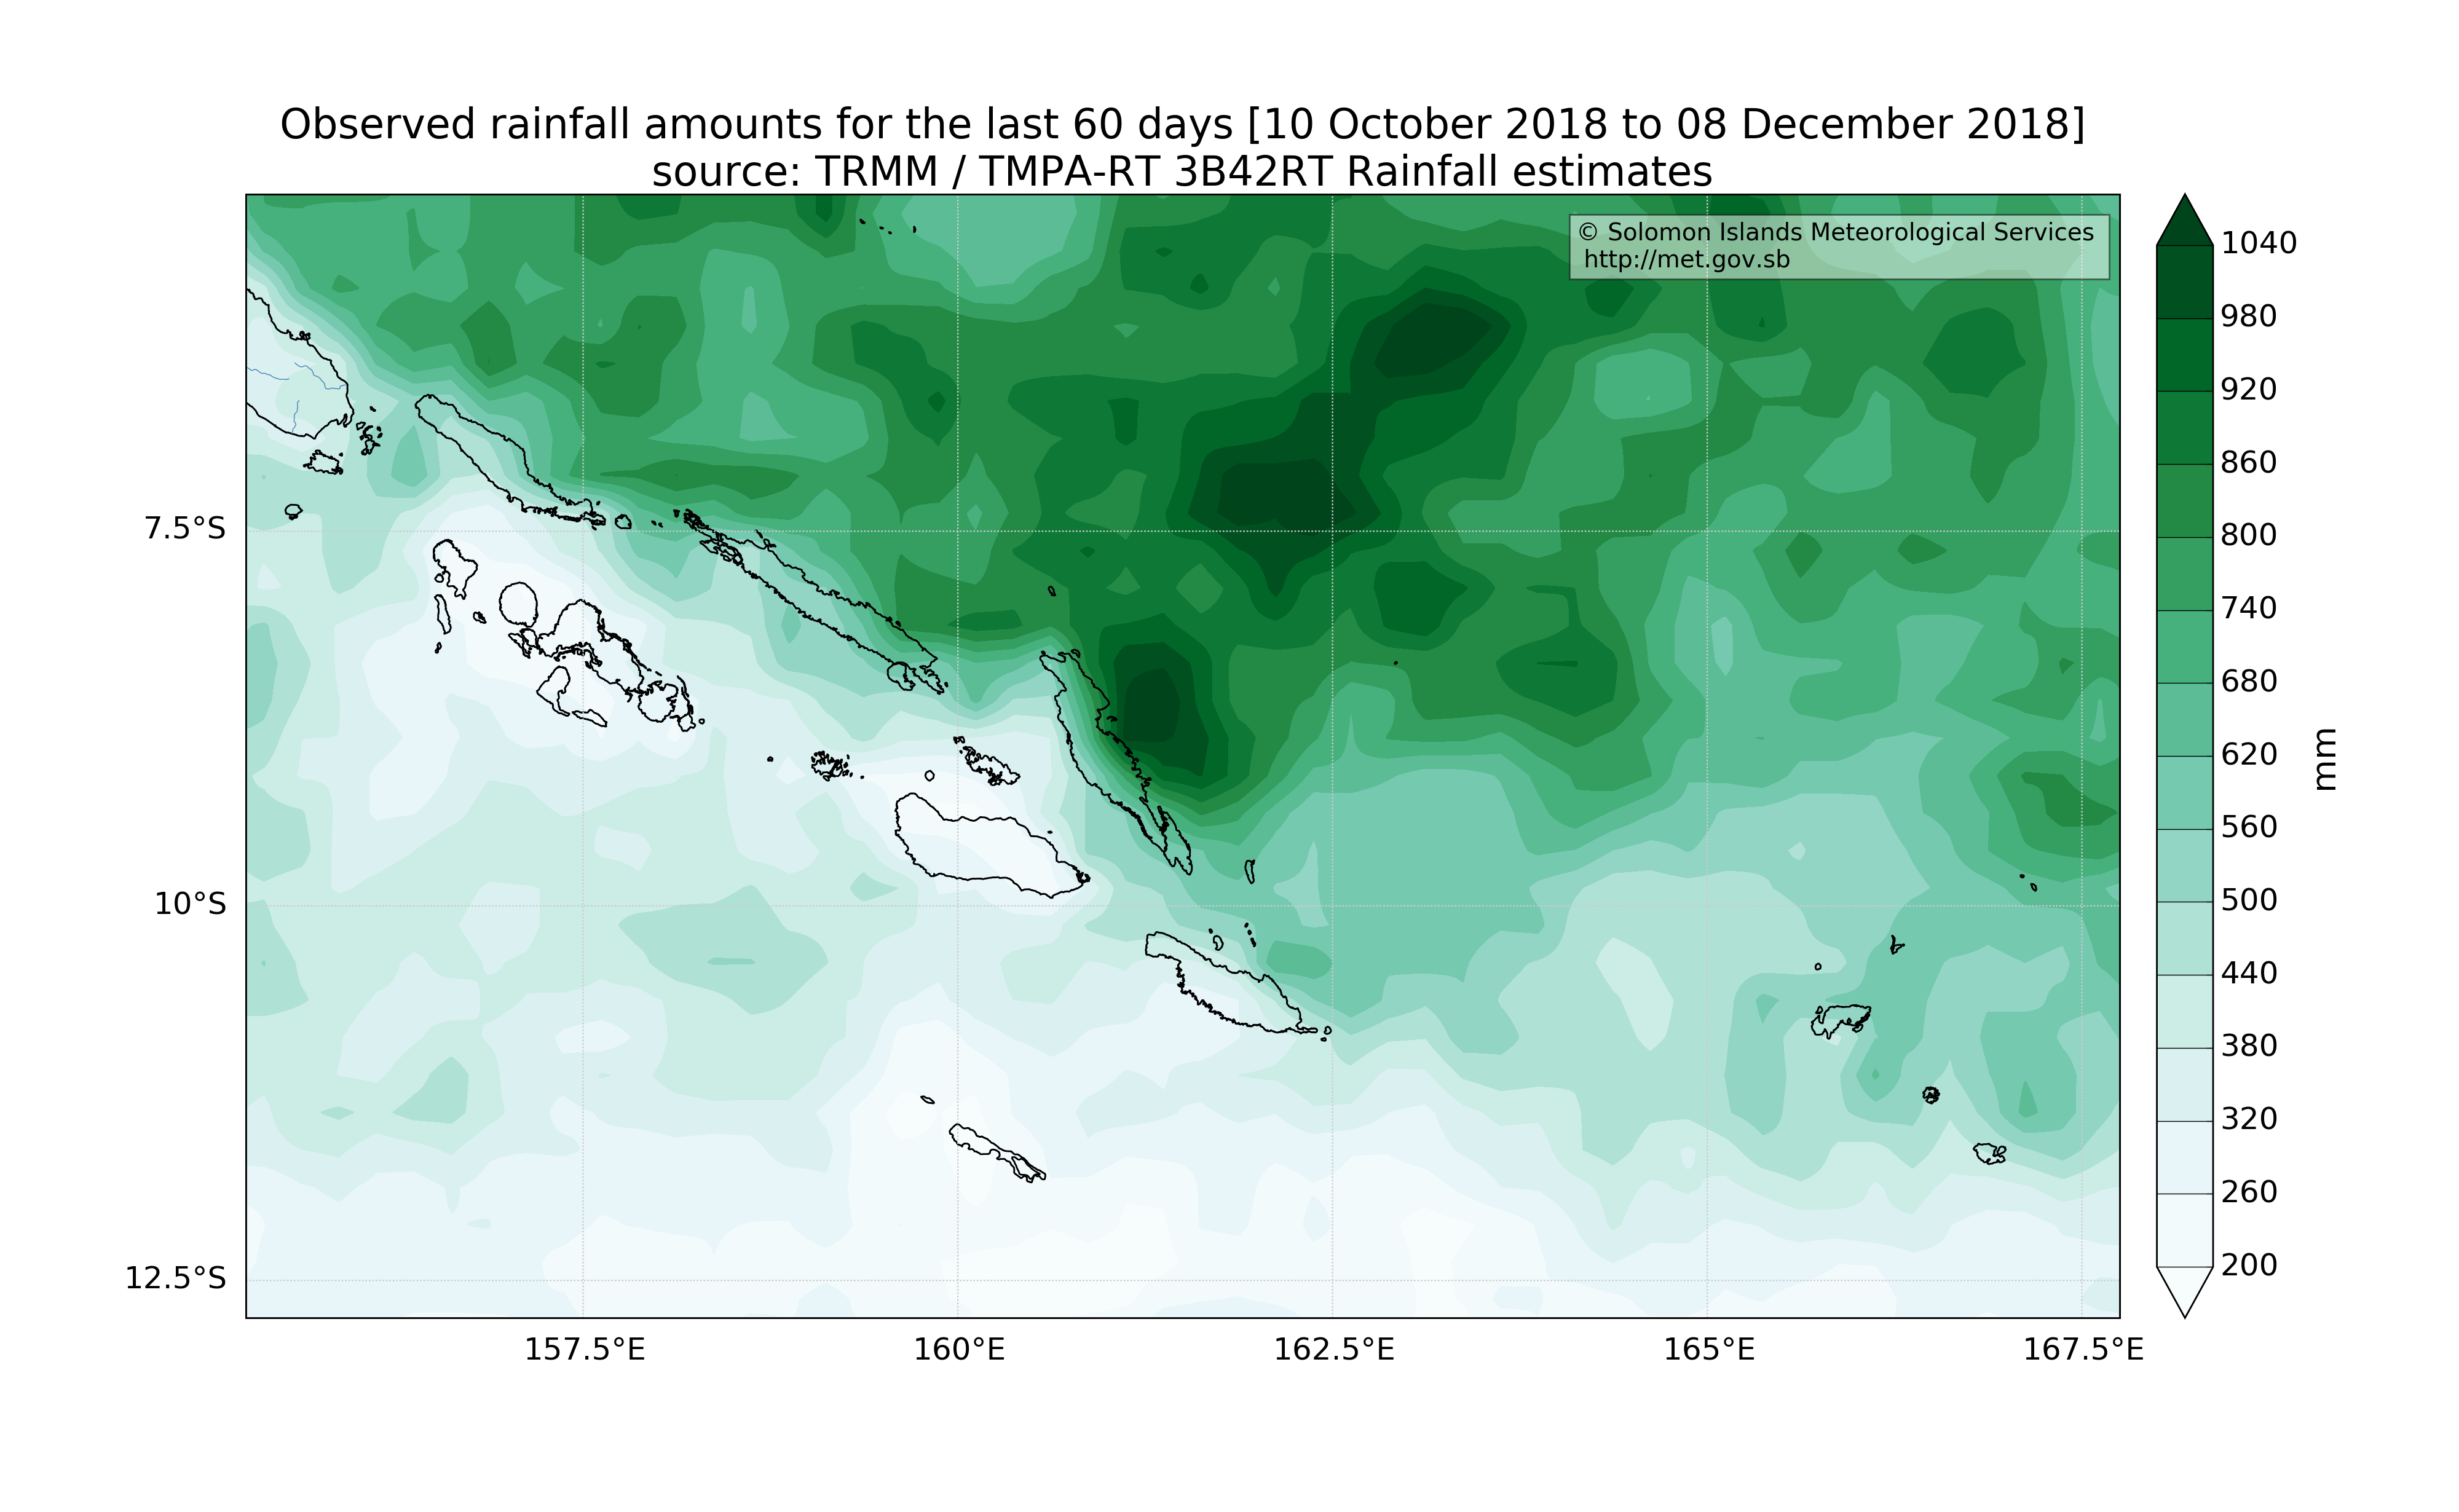 Observed rainfall amounts for the last 60 days [10 October 2018 to 08 December 2018]
source: TRMM / TMPA-RT 3B42RT Rainfall estimates
© Solomon Islands Meteorological Services
http://met.gov.sb
7.5°S
10°S
12.5°S
157.5°E
160°E
162.5°E
165°E
167.5°E
1040
980
920
860
800
740
680
620
560
500
440
380
320
260
200
mm